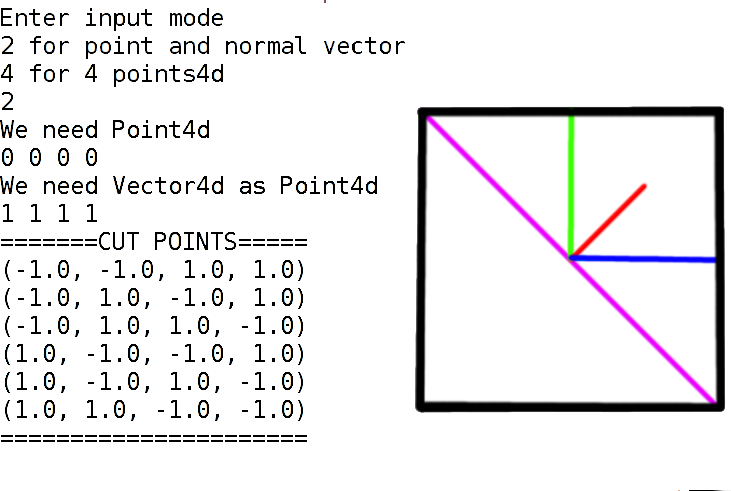 Enter input mode
2 for point and normal vector
4 for 4 points4d
2
We need Point4d
0 0 0 0
We need Vector4d as Point4d
1 1 1 1
=======CUT POINTS=====
(-1.0, -1.0, 1.0, 1.0)
(-1.0, 1.0, -1.0, 1.0)
(-1.0, 1.0, 1.0, -1.0)
(1.0, -1.0, -1.0, 1.0)
(1.0, -1.0, 1.0, -1.0)
(1.0, 1.0, -1.0, -1.0)
======================